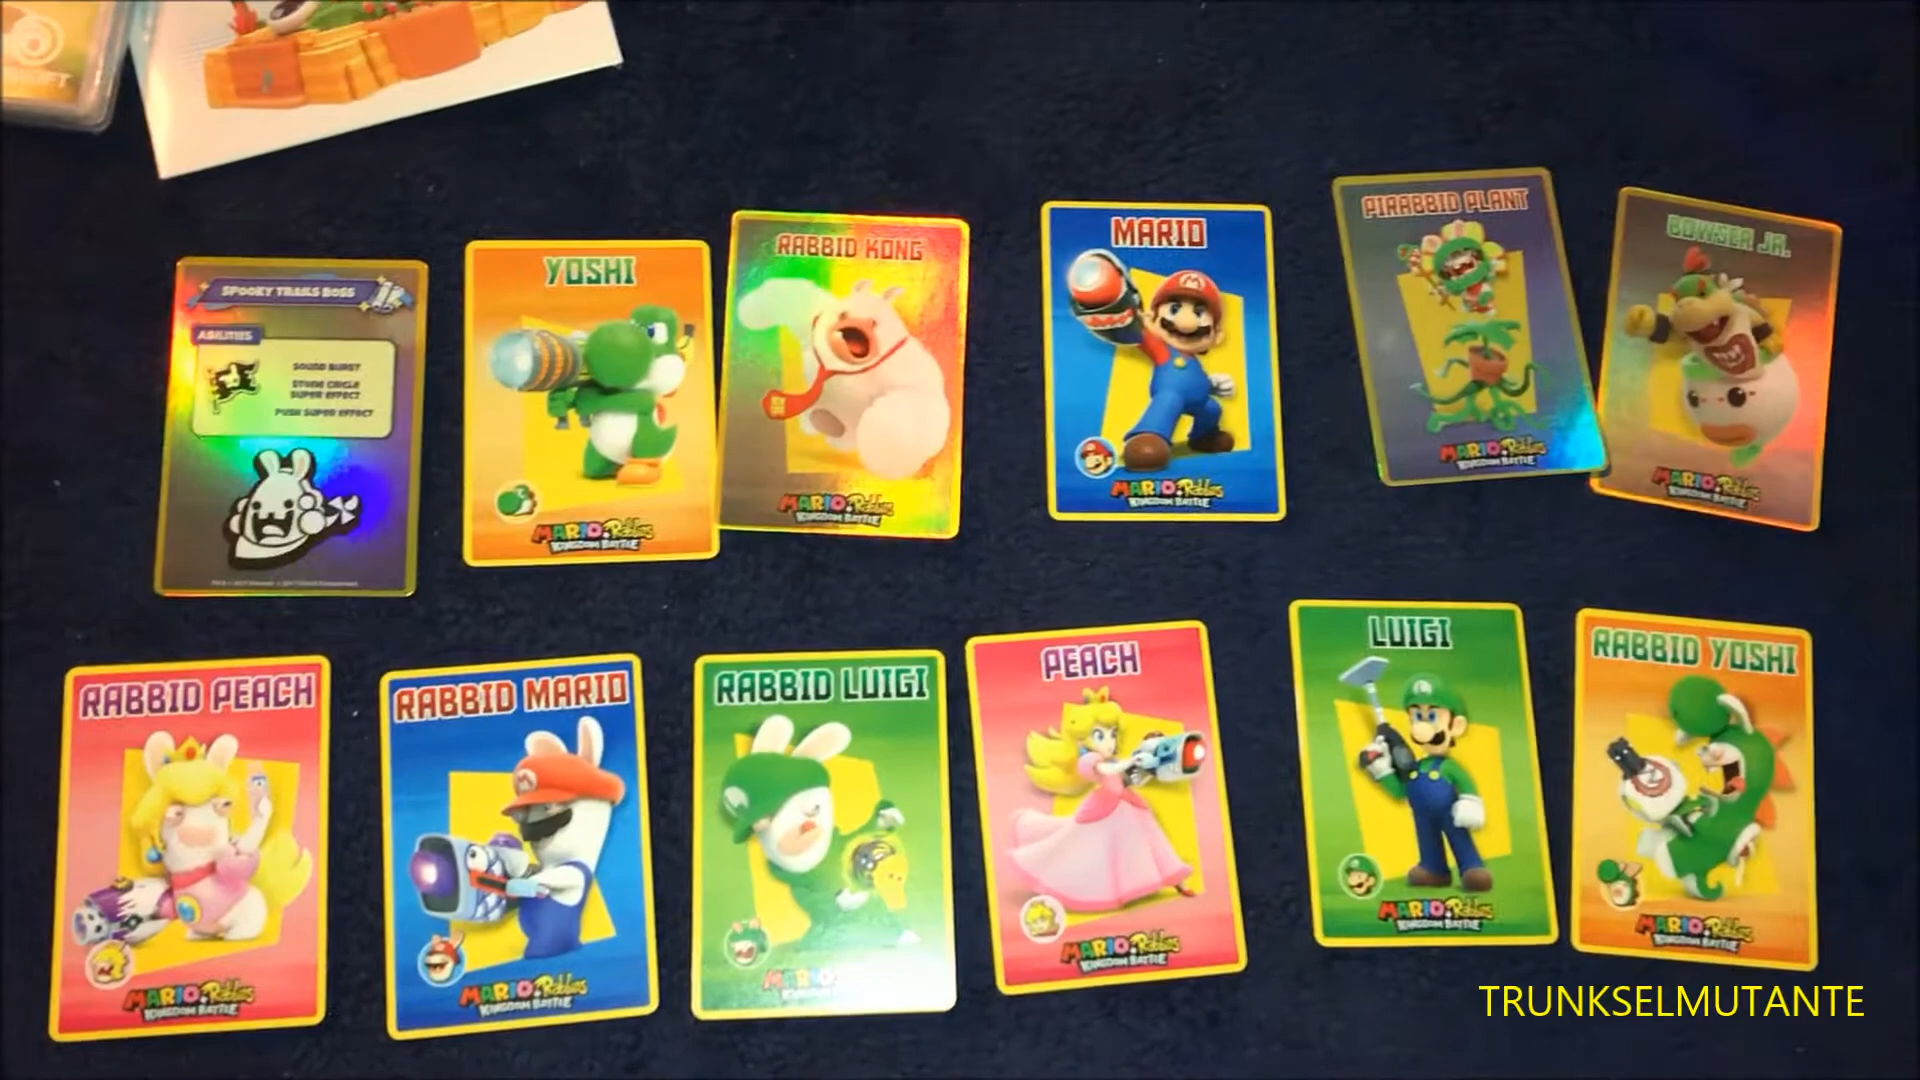 SPOOKY TRAILS BOSS
ABILITIES
SOUND BURST
STONE CIRCLE
SUPER EFFECT
PUSH SUPER EFFECT
YOSHI
MARIO + Rabbids
KINGDOM BATTLE
RABBID KONG
MARIO + Rabbids
KINGDOM BATTLE
MARIO
MARIO + Rabbids
KINGDOM BATTLE
PIRABBID PLANT
MARIO + Rabbids
KINGDOM BATTLE
BOWSER JR.
MARIO + Rabbids
KINGDOM BATTLE
RABBID PEACH
MARIO + Rabbids
KINGDOM BATTLE
RABBID MARIO
MARIO + Rabbids
KINGDOM BATTLE
RABBID LUIGI
MARIO
KINGDOM
PEACH
MARIO + Rabbids
KINGDOM BATTLE
LUIGI
MARIO + Rabbids
KINGDOM BATTLE
RABBID YOSHI
MARIO + Rabbids
KINGDOM BATTLE
TRUNKSELMUTANTE